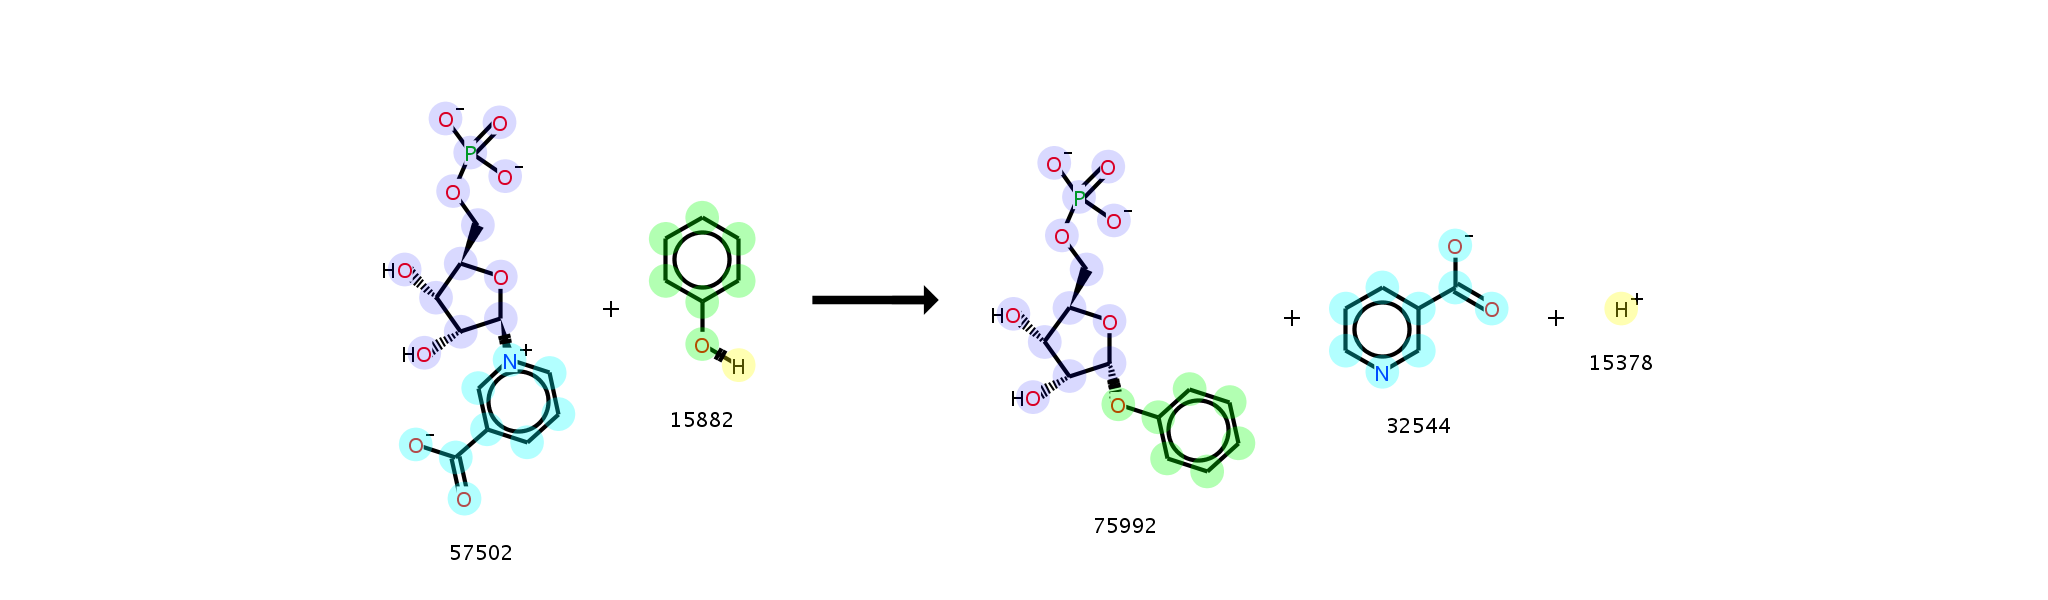 O⁻ O
P
O⁻
O
HO O
HO
N⁺
O⁻
O
57502
+
O H
15882
O⁻ O
P
O⁻
O
HO O
HO
O
75992
+
O⁻
O
N
32544
+
H⁺
15378